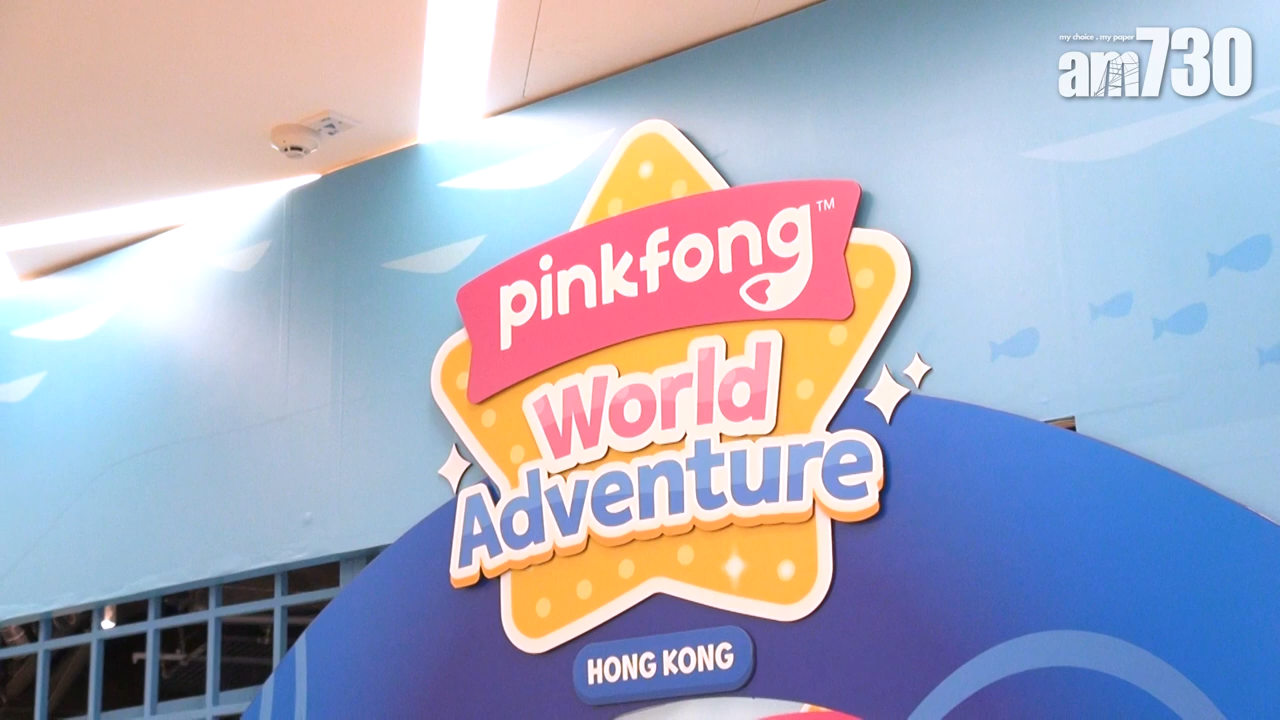 my choice . my paper
am730
pinkfong™
World
Adventure
HONG KONG